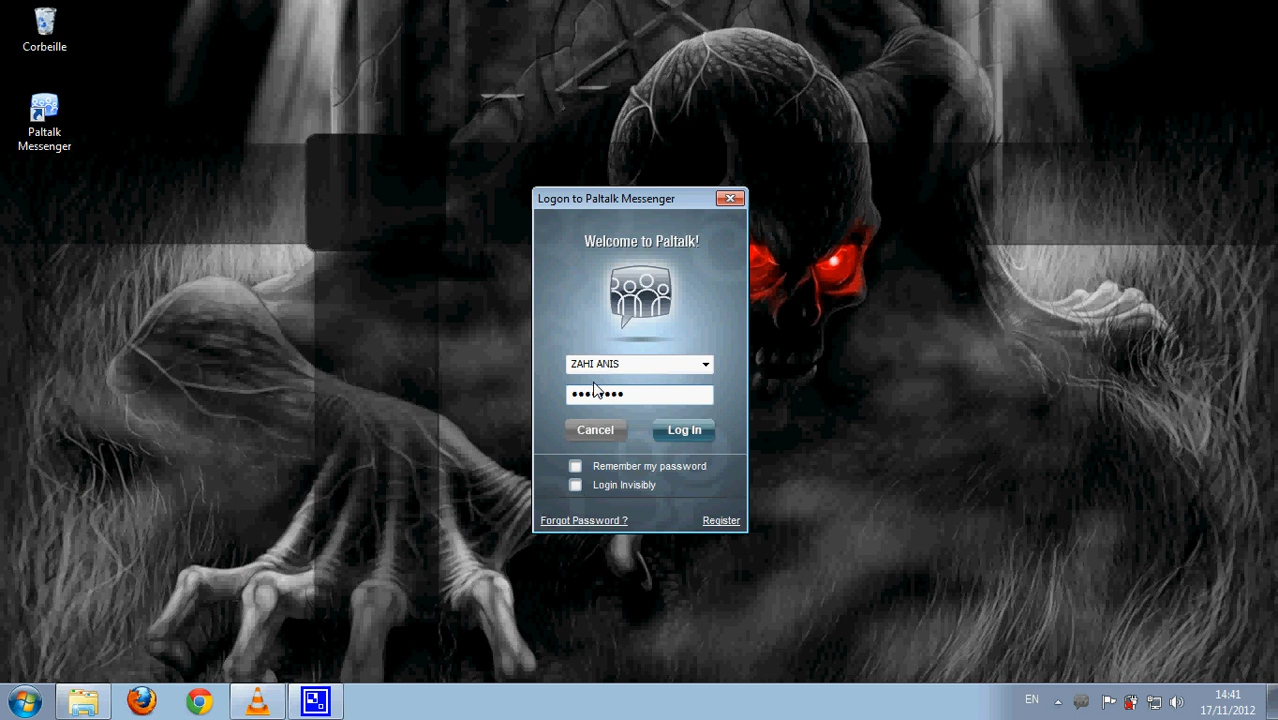 Corbeille
Paltalk
Messenger
Logon to Paltalk Messenger
Welcome to Paltalk!
ZAHI ANIS
Cancel
Log In
Remember my password
Login Invisibly
Forgot Password ?
Register
EN
14:41
17/11/2012